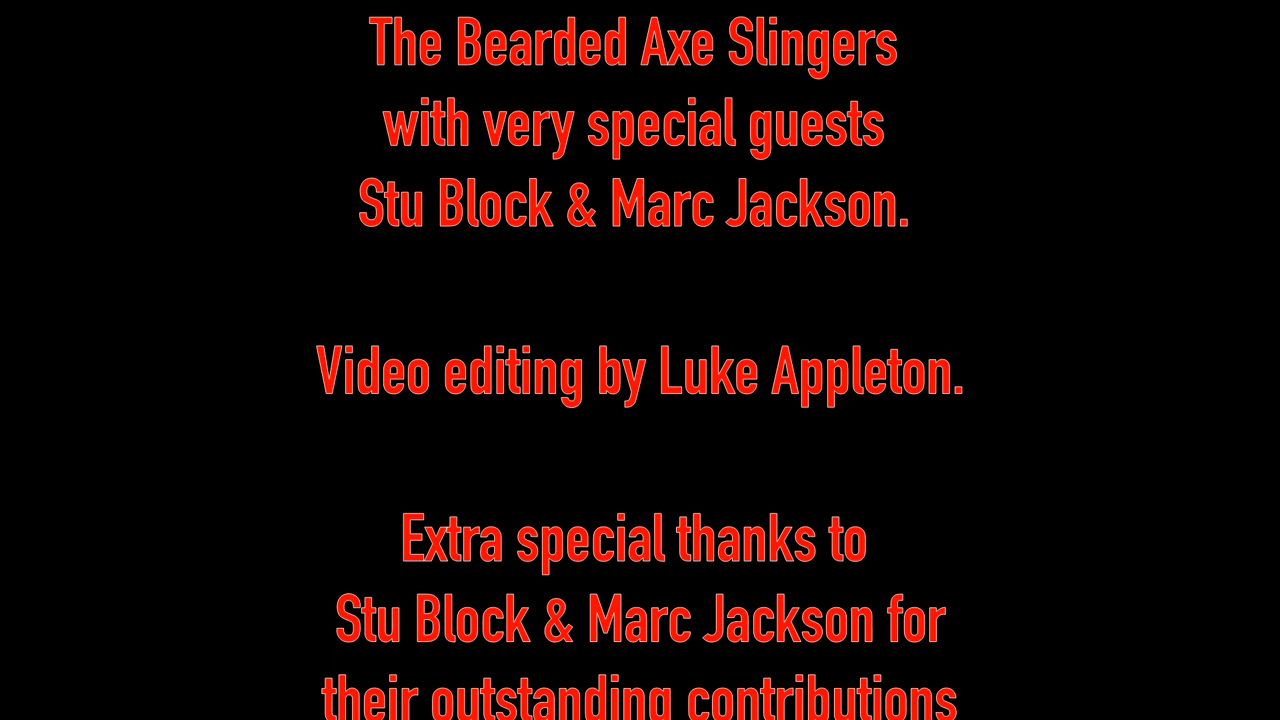 The Bearded Axe Slingers
with very special guests
Stu Block & Marc Jackson.
Video editing by Luke Appleton.
Extra special thanks to
Stu Block & Marc Jackson for
their outstanding contributions